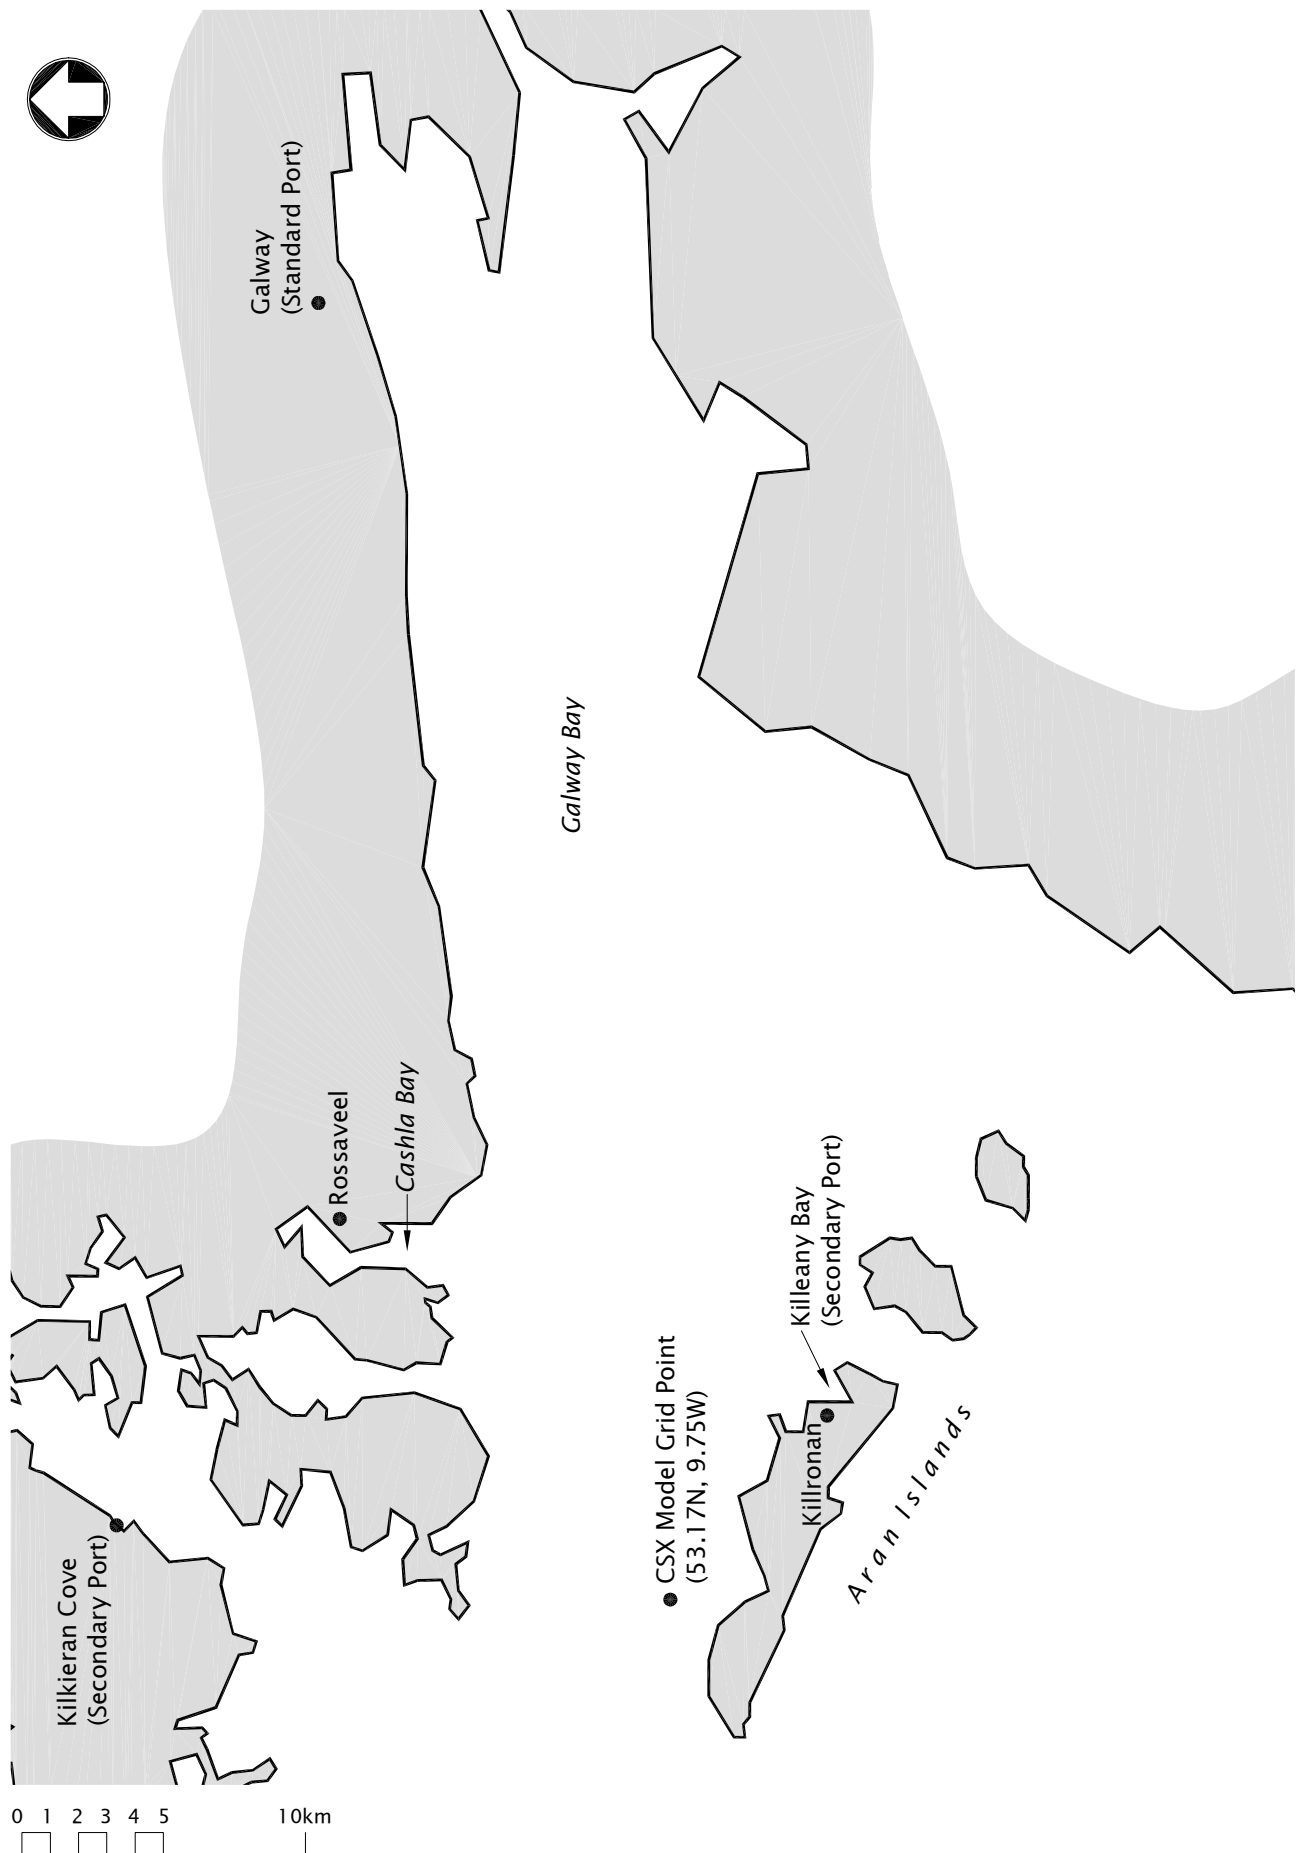 Galway
(Standard Port)
Galway Bay
Rossaveel
Cashla Bay
Killeany Bay
(Secondary Port)
CSX Model Grid Point
(53.17N, 9.75W)
Killronan
Aran Islands
Kilkieran Cove
(Secondary Port)
0 1 2 3 4 5 10km